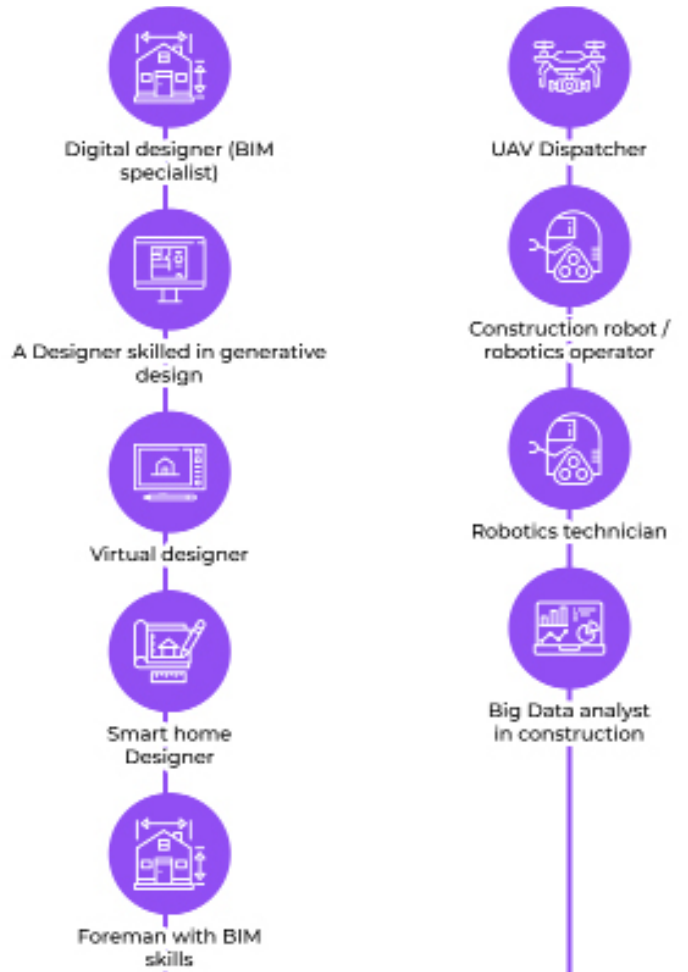 Digital designer (BIM
specialist)
A Designer skilled in generative
design
Virtual designer
Smart home
Designer
Foreman with BIM
skills
UAV Dispatcher
Construction robot /
robotics operator
Robotics technician
Big Data analyst
in construction